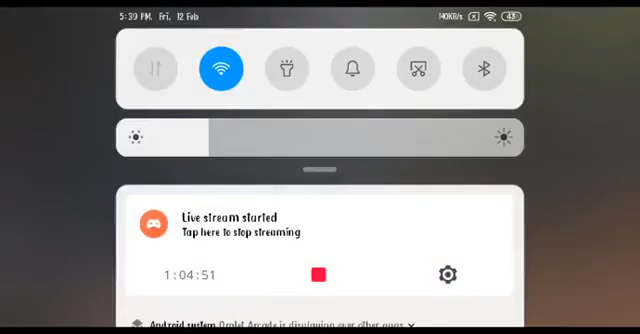 5:39 PM Fri, 12 Feb
140KB/s 43
Live stream started
Tap here to stop streaming
1:04:51
Android system Omlet Arcade is displaying over other apps